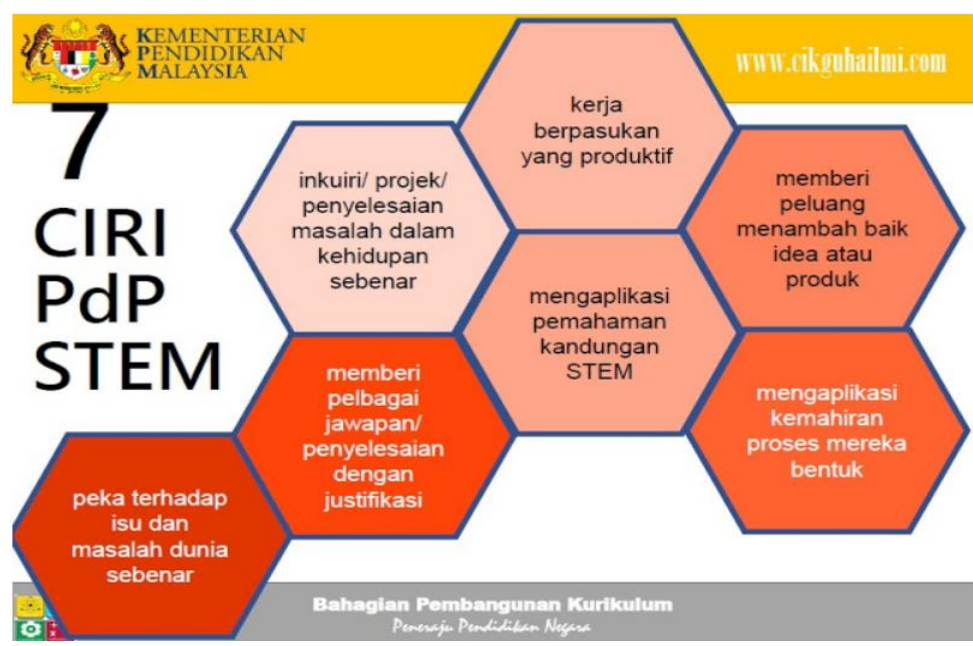 KEMENTERIAN
PENDIDIKAN
MALAYSIA
www.cikguhailmi.com
7
CIRI
PdP
STEM
kerja
berpasukan
yang produktif
inkuiri/ projek/
penyelesaian
masalah dalam
kehidupan
sebenar
memberi
peluang
menambah baik
idea atau
produk
mengaplikasi
pemahaman
kandungan
STEM
memberi
pelbagai
jawapan/
penyelesaian
dengan
justifikasi
mengaplikasi
kemahiran
proses mereka
bentuk
peka terhadap
isu dan
masalah dunia
sebenar
Bahagian Pembangunan Kurikulum
Peneraju Pendidikan Negara